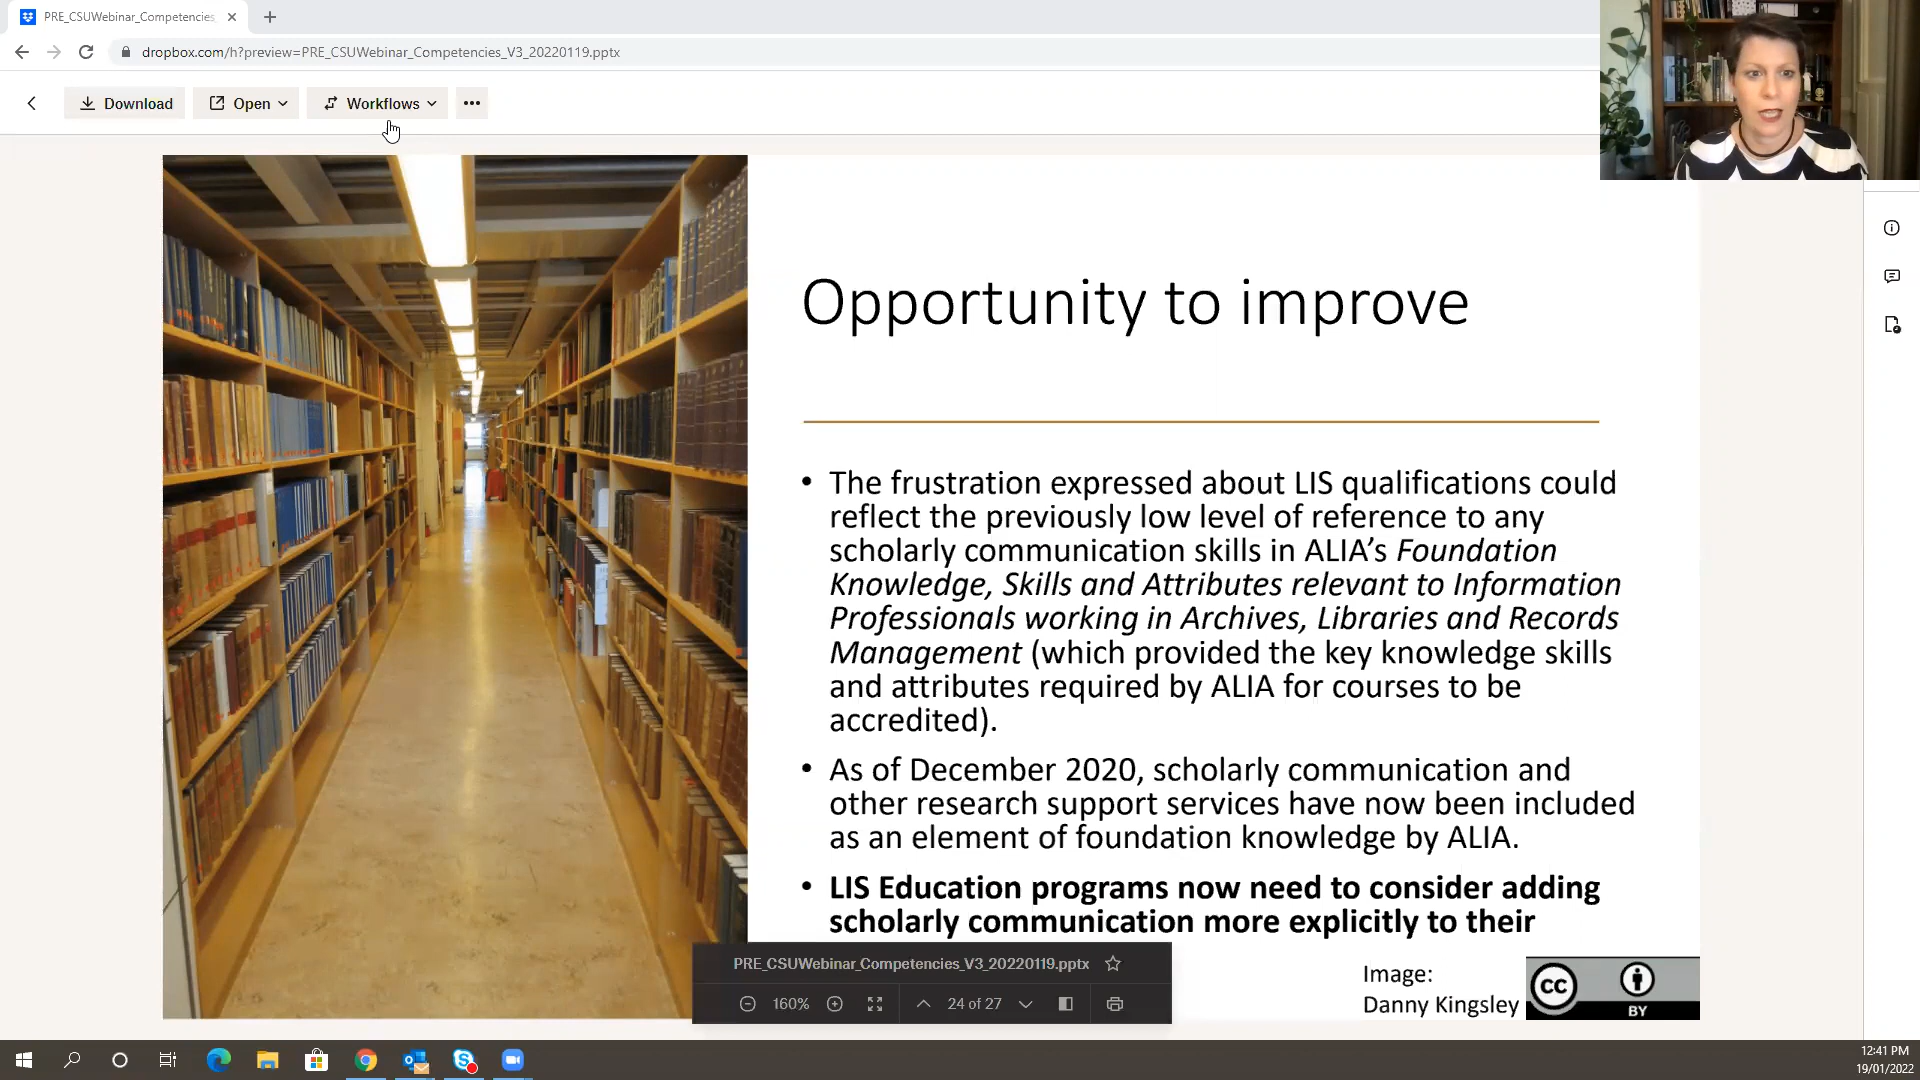 PRE_CSUWebinar_Competencies
dropbox.com/h?preview=PRE_CSUWebinar_Competencies_V3_20220119.pptx
Download
Open
Workflows
Opportunity to improve
• The frustration expressed about LIS qualifications could
reflect the previously low level of reference to any
scholarly communication skills in ALIA’s Foundation
Knowledge, Skills and Attributes relevant to Information
Professionals working in Archives, Libraries and Records
Management (which provided the key knowledge skills
and attributes required by ALIA for courses to be
accredited).
• As of December 2020, scholarly communication and
other research support services have now been included
as an element of foundation knowledge by ALIA.
• LIS Education programs now need to consider adding
scholarly communication more explicitly to their
PRE_CSUWebinar_Competencies_V3_20220119.pptx
160%
24 of 27
Image:
Danny Kingsley
CC
BY
12:41 PM
19/01/2022